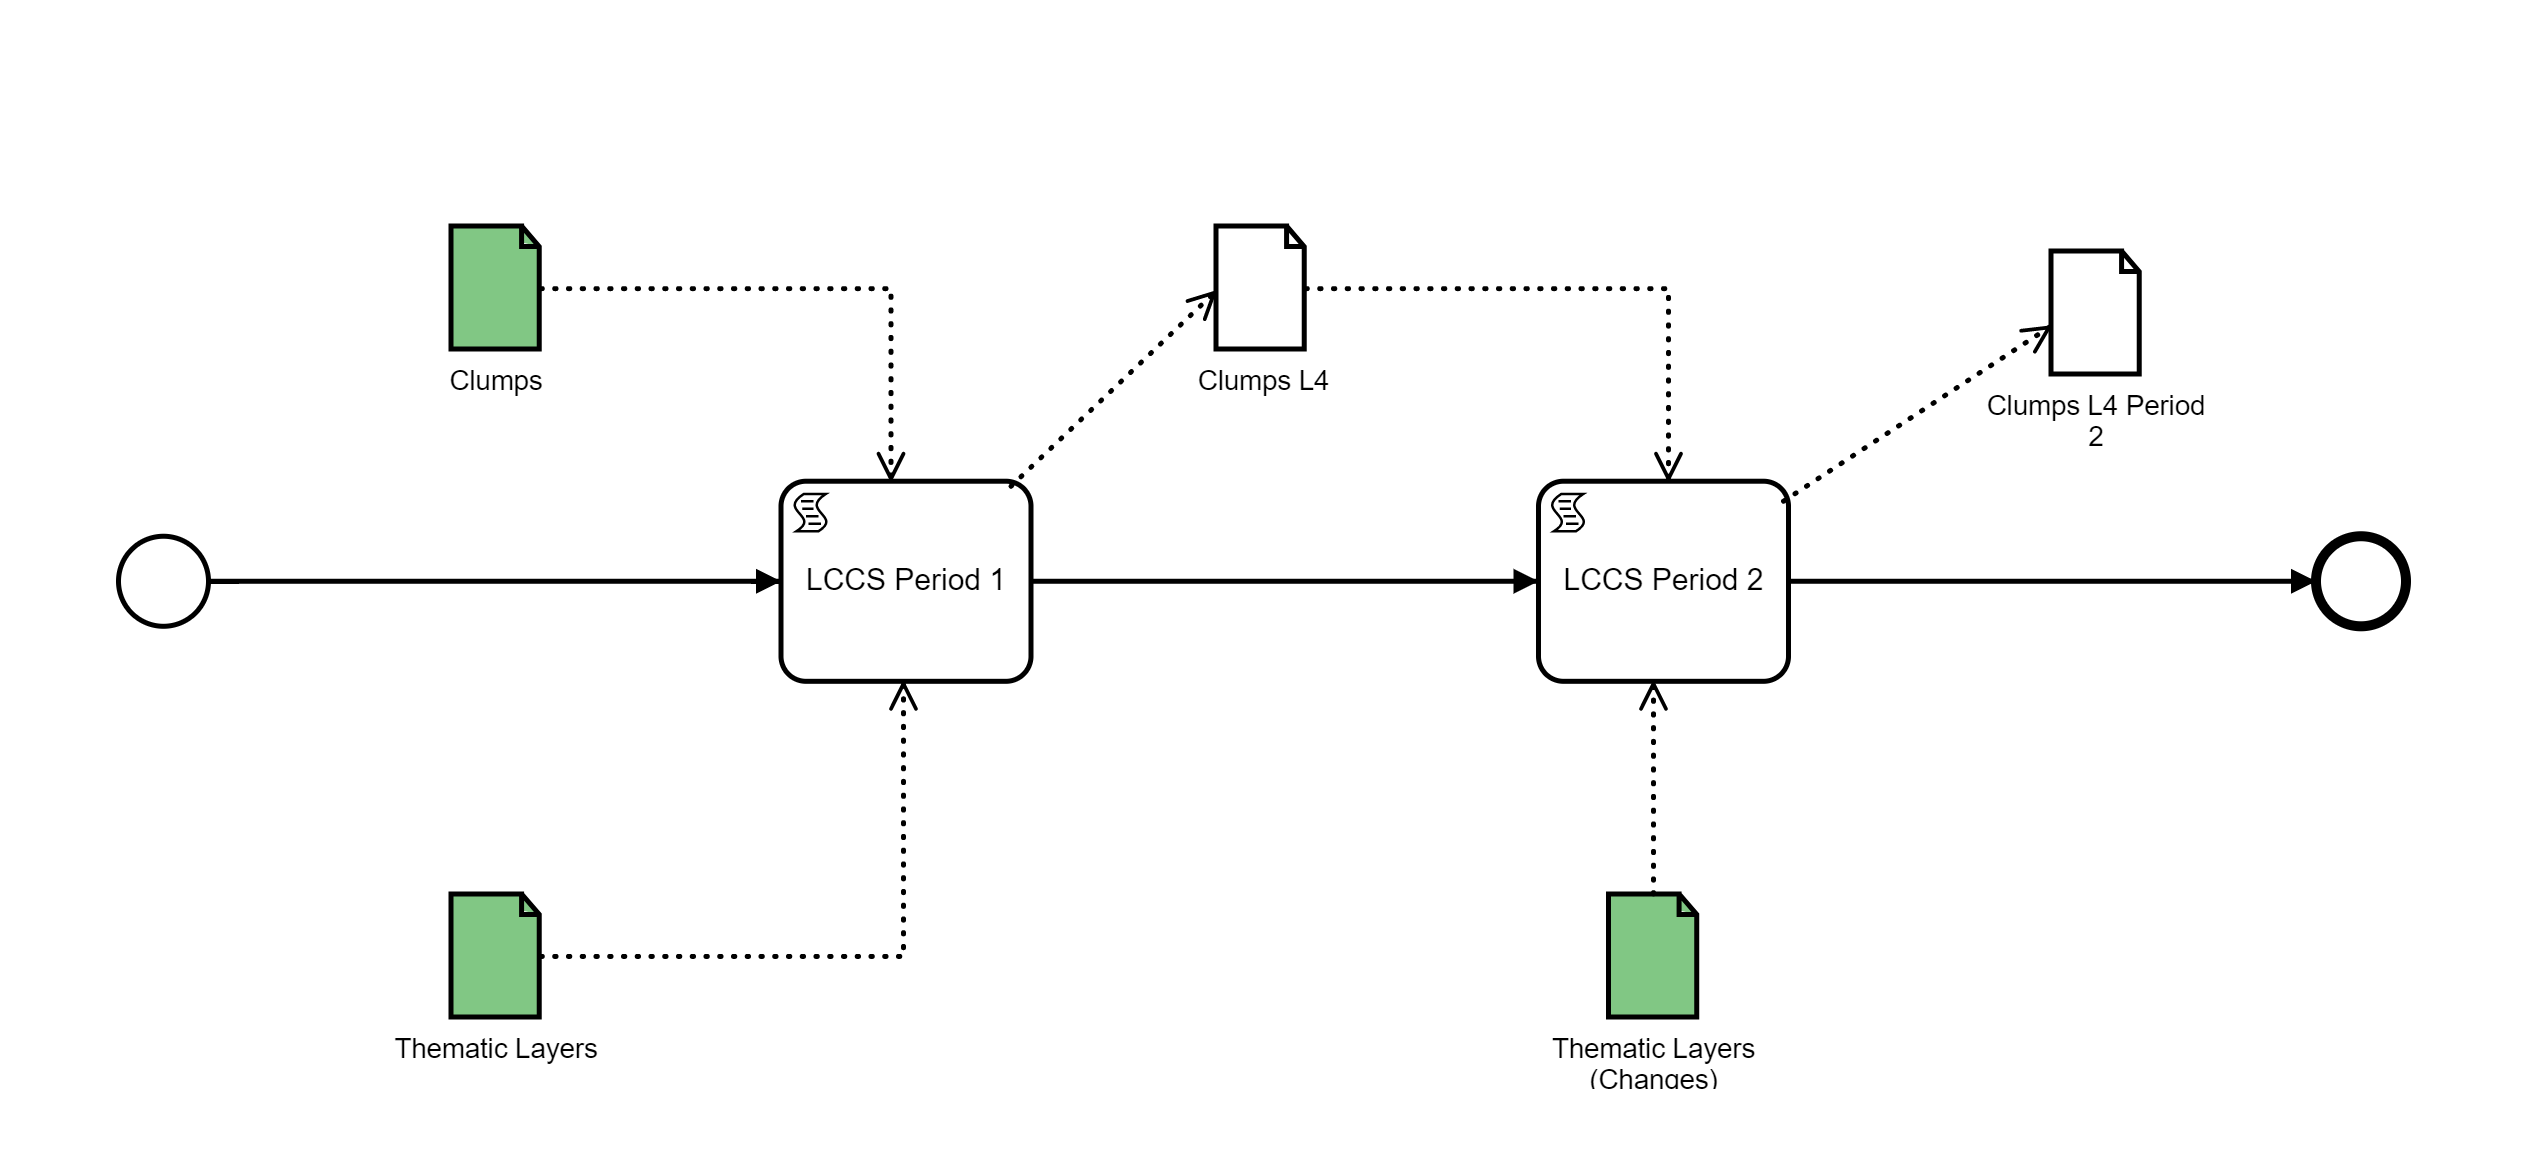 Clumps
Clumps L4
Clumps L4 Period
2
LCCS Period 1
LCCS Period 2
Thematic Layers
Thematic Layers
(Changes)